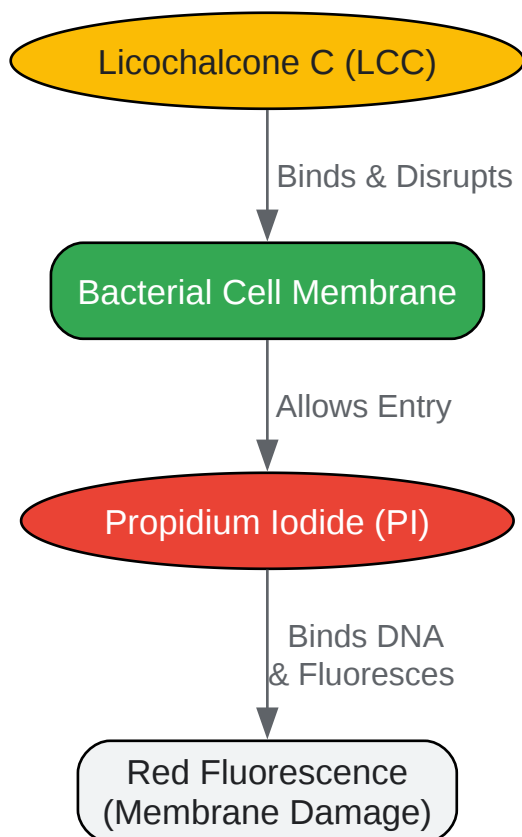 Licochalcone C (LCC)
Binds & Disrupts
Bacterial Cell Membrane
Allows Entry
Propidium Iodide (PI)
Binds DNA
& Fluoresces
Red Fluorescence
(Membrane Damage)